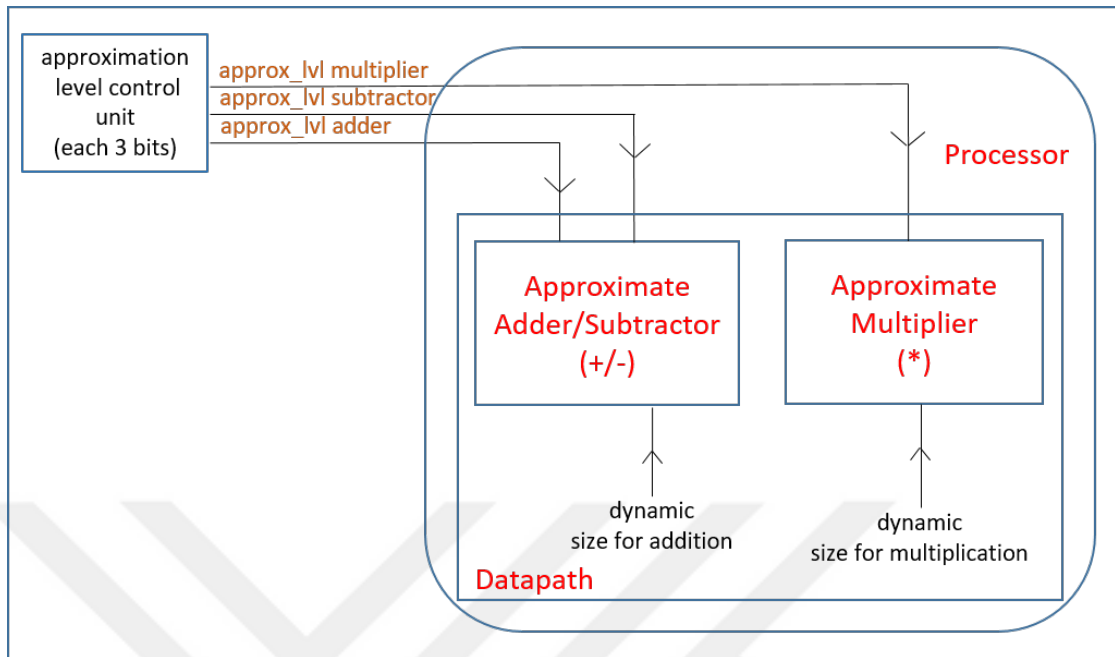 approximation
level control
unit
(each 3 bits)
approx_lvl multiplier
approx_lvl subtractor
approx_lvl adder
Processor
Approximate
Adder/Subtractor
(+/-)
Approximate
Multiplier
(*)
dynamic
size for addition
dynamic
size for multiplication
Datapath